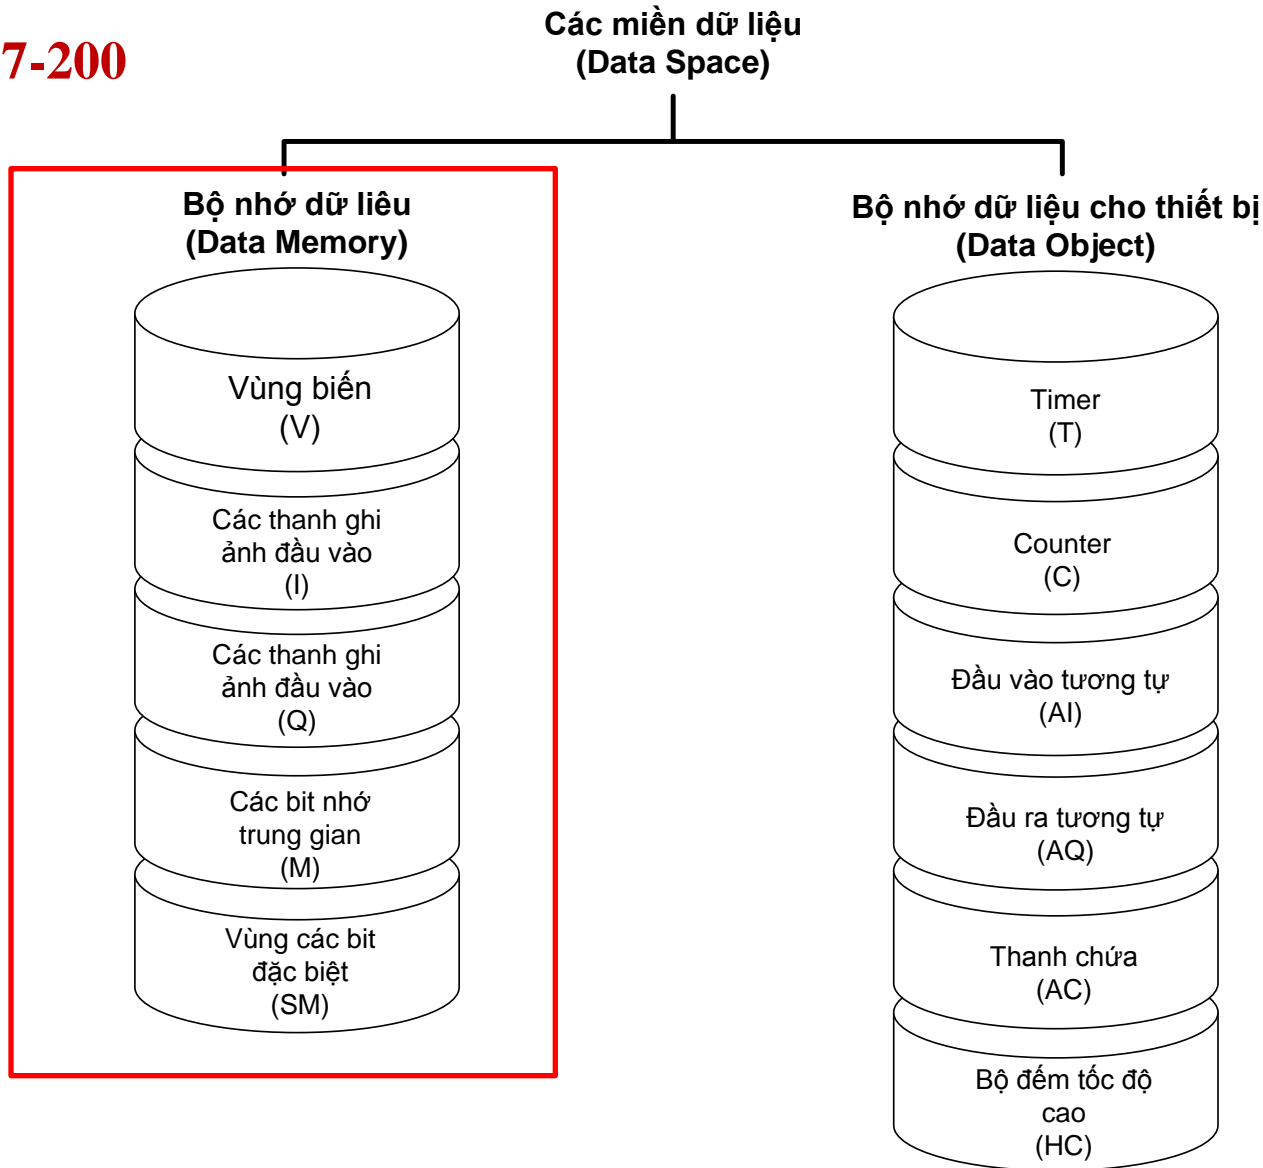 7-200
Các miền dữ liệu
(Data Space)
Bộ nhớ dữ liêu
(Data Memory)
Vùng biến
(V)
Các thanh ghi
ảnh đầu vào
(I)
Các thanh ghi
ảnh đầu vào
(Q)
Các bit nhớ
trung gian
(M)
Vùng các bit
đặc biệt
(SM)
Bộ nhớ dữ liệu cho thiết bị
(Data Object)
Timer
(T)
Counter
(C)
Đầu vào tương tự
(AI)
Đầu ra tương tự
(AQ)
Thanh chứa
(AC)
Bộ đếm tốc độ
cao
(HC)